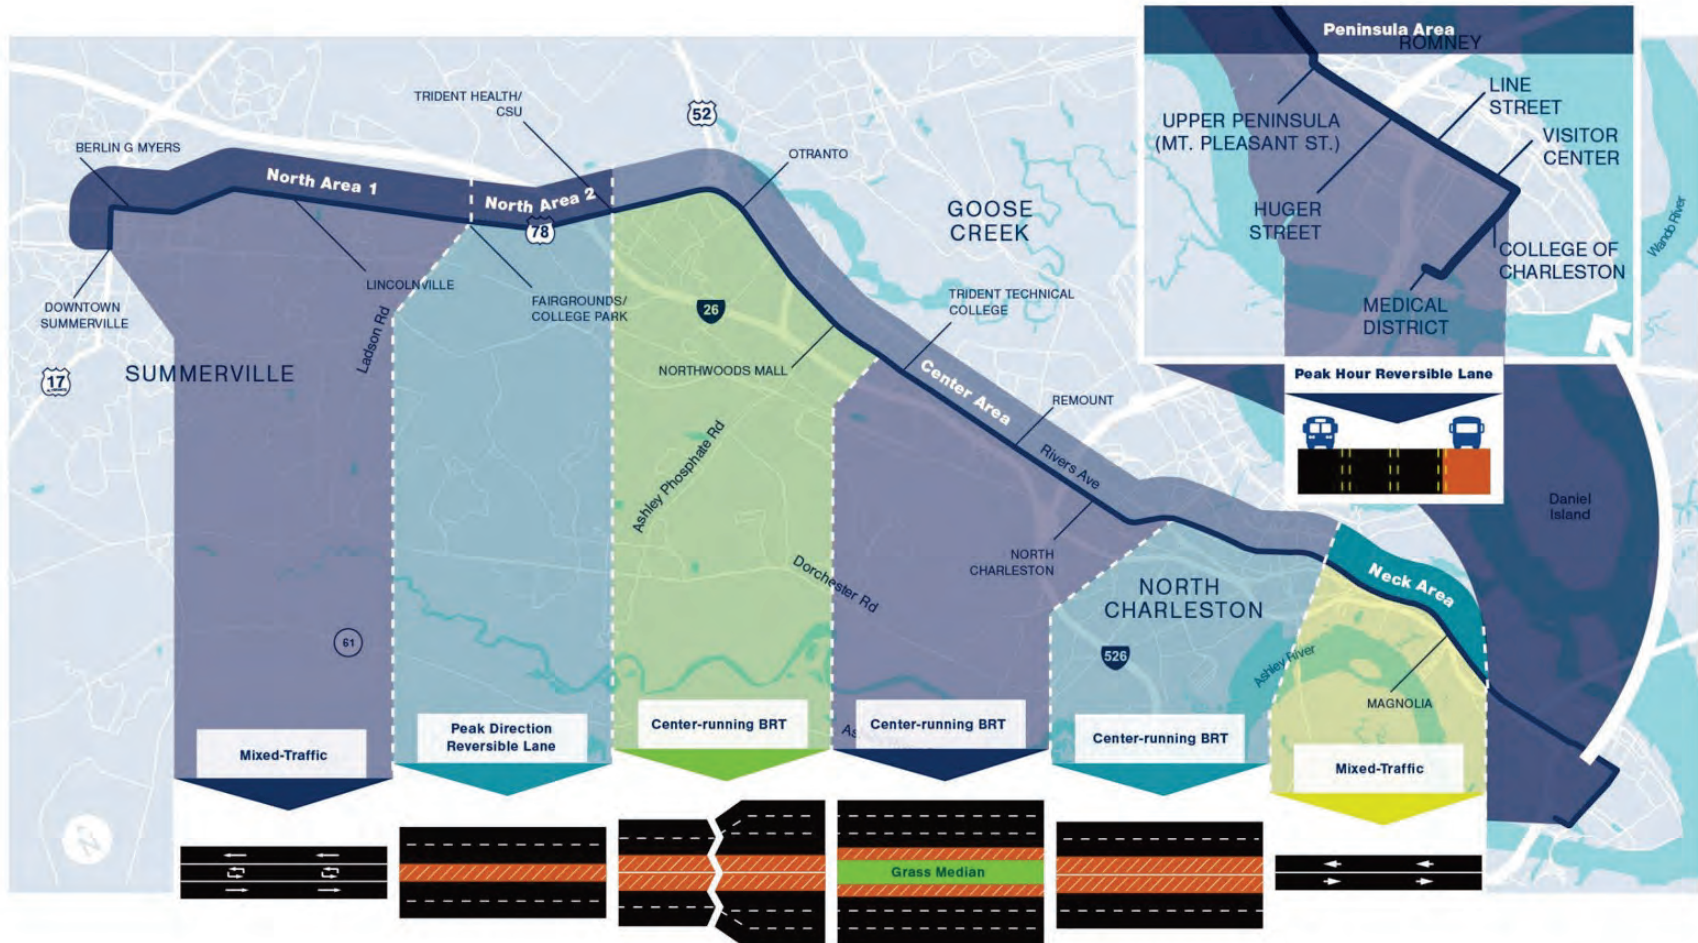 Peninsula Area
ROMNEY
LINE
STREET
UPPER PENINSULA
(MT. PLEASANT ST.)
VISITOR
CENTER
HUGER
STREET
COLLEGE OF
CHARLESTON
MEDICAL
DISTRICT
Wando River
Peak Hour Reversible Lane
Daniel
Island
TRIDENT HEALTH/
CSU
52
BERLIN G MYERS
OTRANTO
North Area 1
North Area 2
78
GOOSE
CREEK
LINCOLNVILLE
DOWNTOWN
SUMMERVILLE
FAIRGROUNDS/
COLLEGE PARK
26
TRIDENT TECHNICAL
COLLEGE
Ladson Rd
17
SUMMERVILLE
NORTHWOODS MALL
Center Area
REMOUNT
Ashley Phosphate Rd
Rivers Ave
NORTH
CHARLESTON
Dorchester Rd
NORTH
CHARLESTON
Neck Area
61
526
Ashley River
MAGNOLIA
Mixed-Traffic
Peak Direction
Reversible Lane
Center-running BRT
Center-running BRT
As
Center-running BRT
Mixed-Traffic
N
Grass Median